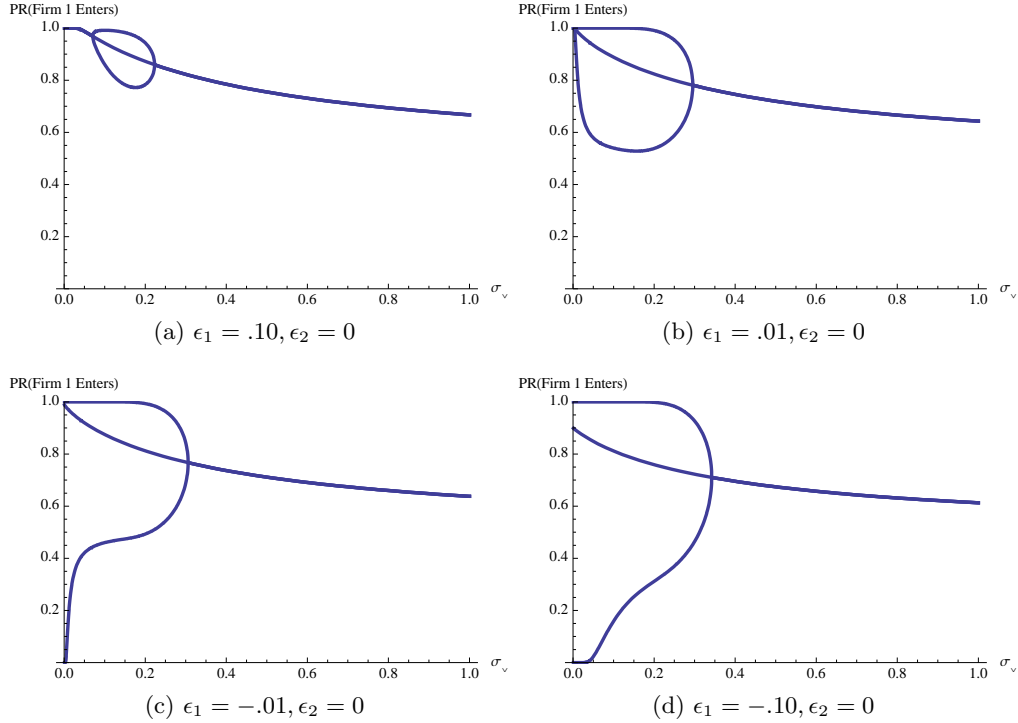 PR(Firm 1 Enters)
1.0
0.8
0.6
0.4
0.2
0.0 0.2 0.4 0.6 0.8 1.0 σᵥ
(a) ϵ₁ = .10, ϵ₂ = 0
PR(Firm 1 Enters)
1.0
0.8
0.6
0.4
0.2
0.0 0.2 0.4 0.6 0.8 1.0 σᵥ
(b) ϵ₁ = .01, ϵ₂ = 0
PR(Firm 1 Enters)
1.0
0.8
0.6
0.4
0.2
0.0 0.2 0.4 0.6 0.8 1.0 σᵥ
(c) ϵ₁ = −.01, ϵ₂ = 0
PR(Firm 1 Enters)
1.0
0.8
0.6
0.4
0.2
0.0 0.2 0.4 0.6 0.8 1.0 σᵥ
(d) ϵ₁ = −.10, ϵ₂ = 0